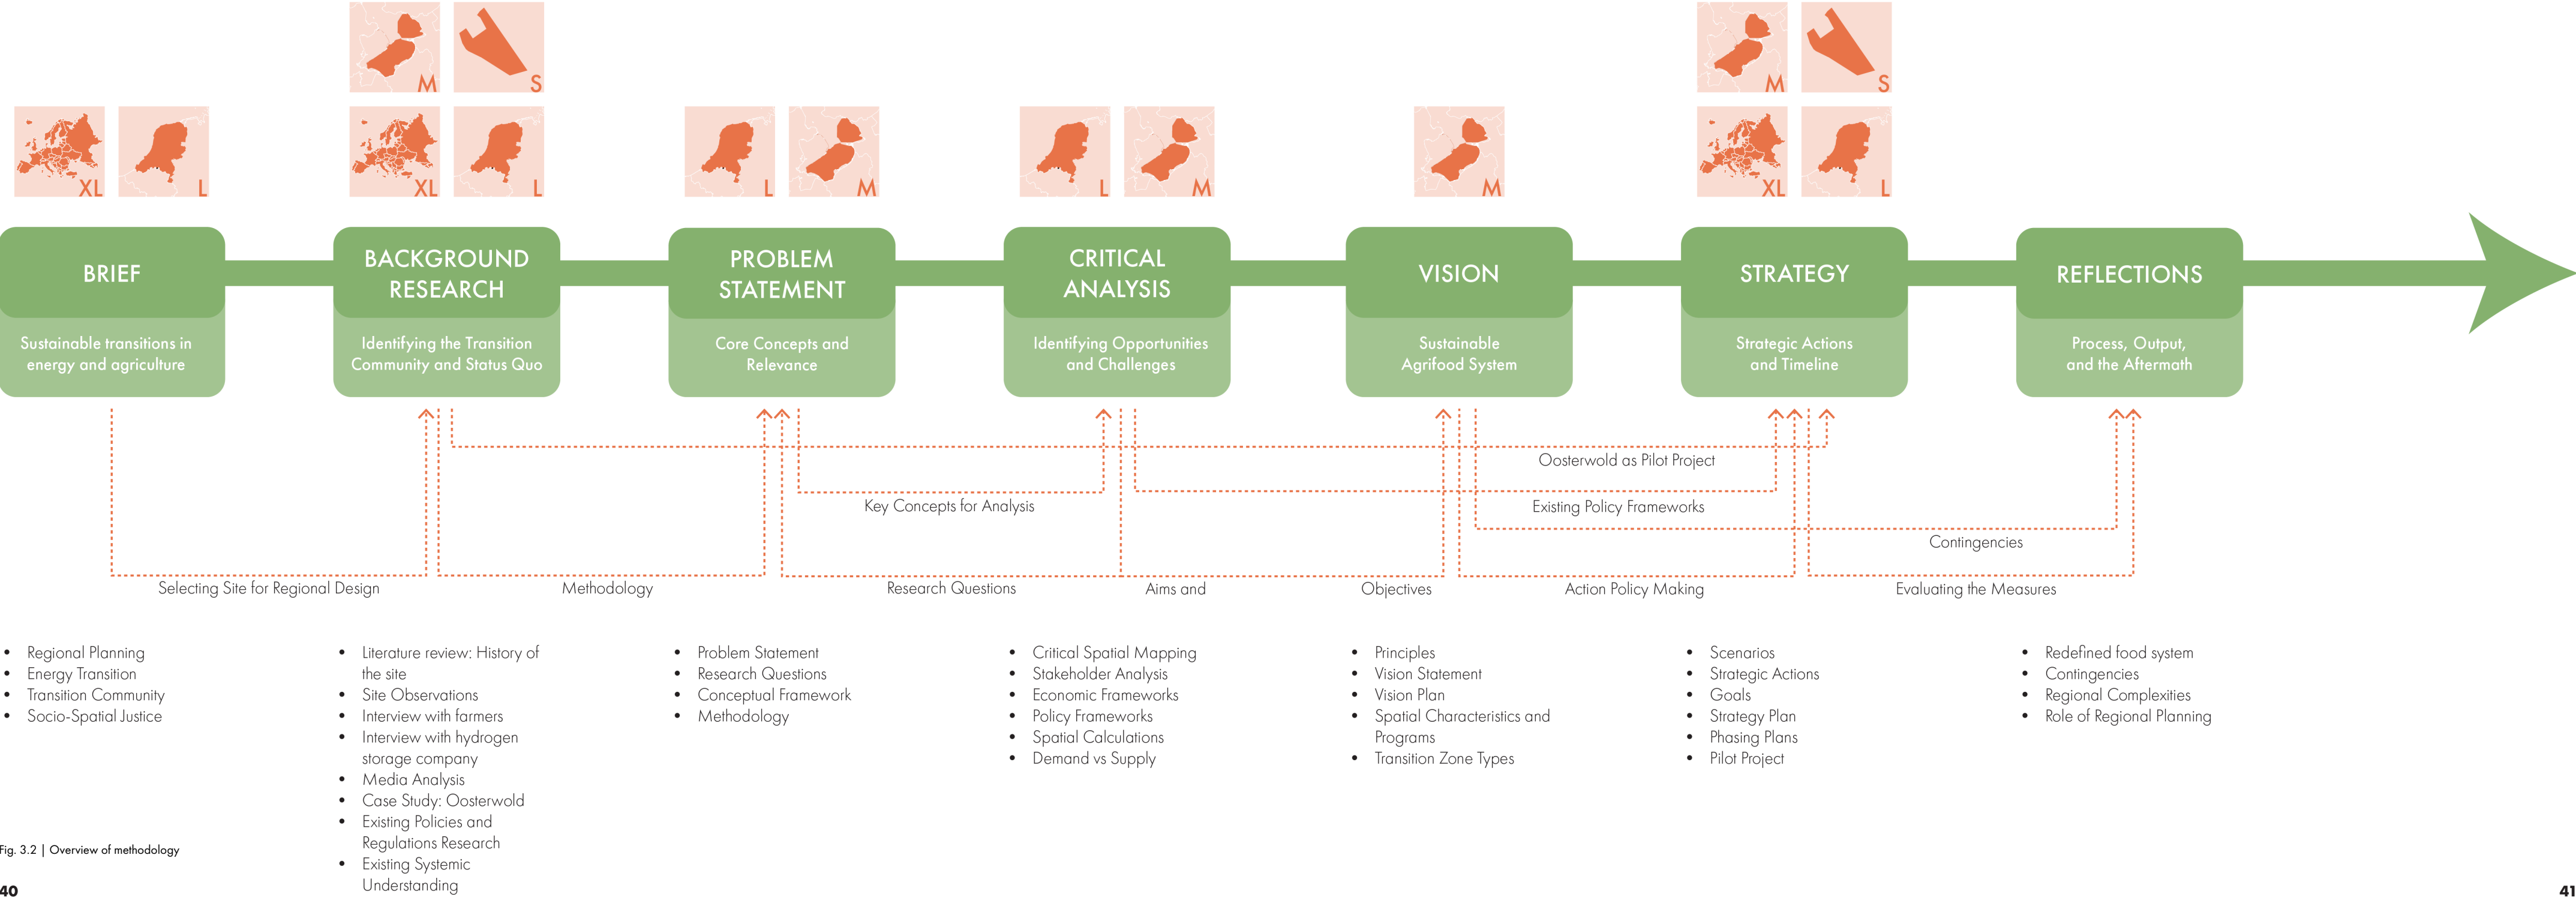 M
S
M
S
XL
L
XL
L
L
M
L
M
M
XL
L
BRIEF
Sustainable transitions in
energy and agriculture
BACKGROUND
RESEARCH
Identifying the Transition
Community and Status Quo
PROBLEM
STATEMENT
Core Concepts and
Relevance
CRITICAL
ANALYSIS
Identifying Opportunities
and Challenges
VISION
Sustainable
Agrifood System
STRATEGY
Strategic Actions
and Timeline
REFLECTIONS
Process, Output,
and the Aftermath
Oosterwold as Pilot Project
Key Concepts for Analysis
Existing Policy Frameworks
Contingencies
Selecting Site for Regional Design
Methodology
Research Questions
Aims and
Objectives
Action Policy Making
Evaluating the Measures
• Regional Planning
• Energy Transition
• Transition Community
• Socio-Spatial Justice
• Literature review: History of
the site
• Site Observations
• Interview with farmers
• Interview with hydrogen
storage company
• Media Analysis
• Case Study: Oosterwold
• Existing Policies and
Regulations Research
• Existing Systemic
Understanding
• Problem Statement
• Research Questions
• Conceptual Framework
• Methodology
• Critical Spatial Mapping
• Stakeholder Analysis
• Economic Frameworks
• Policy Frameworks
• Spatial Calculations
• Demand vs Supply
• Principles
• Vision Statement
• Vision Plan
• Spatial Characteristics and
Programs
• Transition Zone Types
• Scenarios
• Strategic Actions
• Goals
• Strategy Plan
• Phasing Plans
• Pilot Project
• Redefined food system
• Contingencies
• Regional Complexities
• Role of Regional Planning
Fig. 3.2 | Overview of methodology
40
41